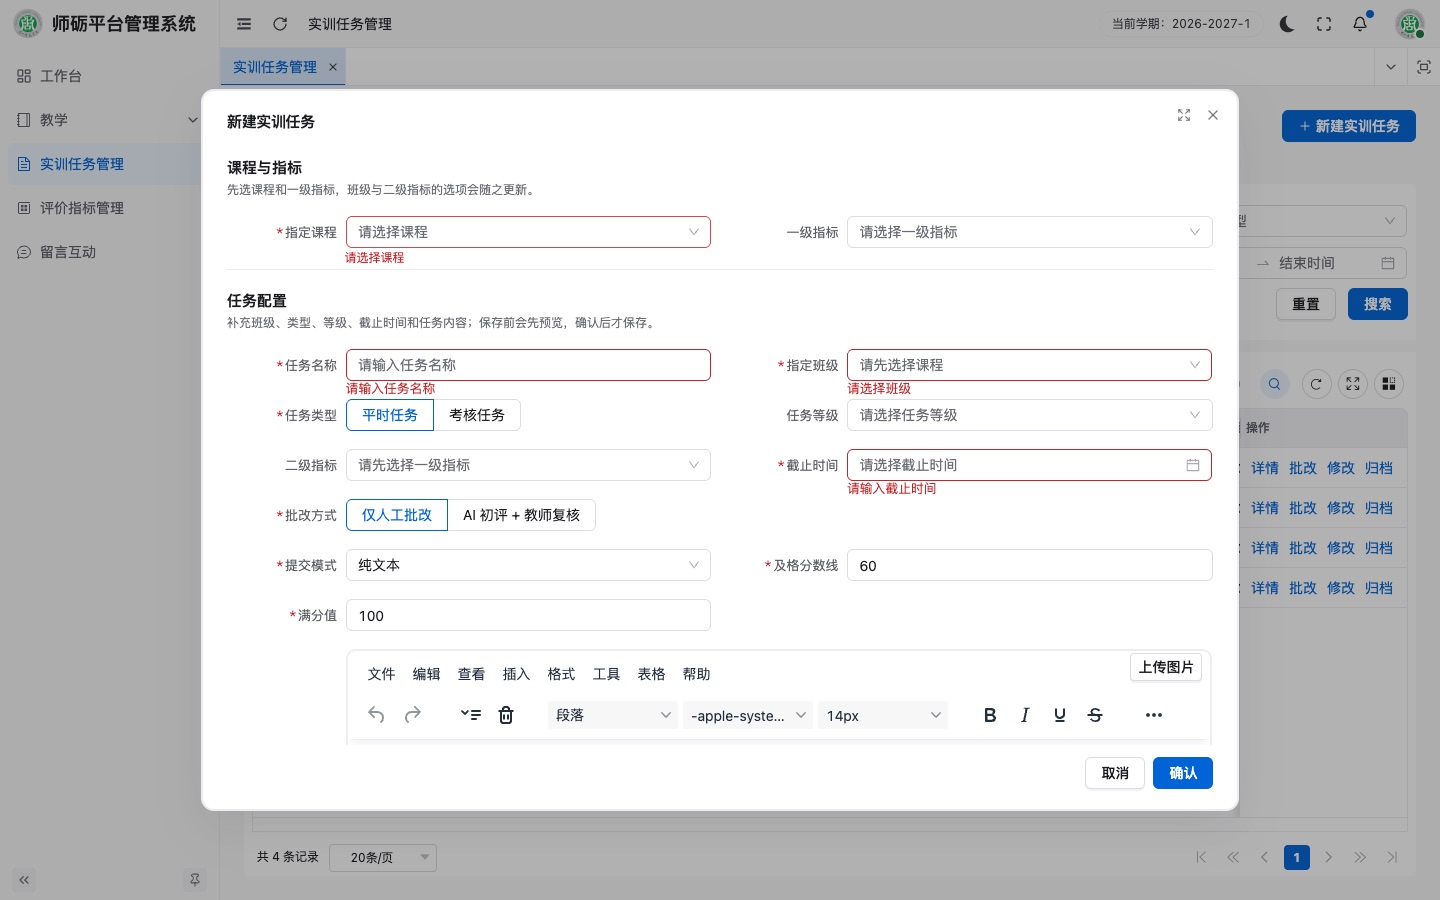 师砺平台管理系统
实训任务管理
当前学期：2026-2027-1
工作台
教学
实训任务管理
评价指标管理
留言互动
实训任务管理
新建实训任务
型
结束时间
重置
搜索
操作
详情 批改 修改 归档
详情 批改 修改 归档
详情 批改 修改 归档
详情 批改 修改 归档
共 4 条记录
20条/页
1
新建实训任务
课程与指标
先选课程和一级指标，班级与二级指标的选项会随之更新。
*指定课程 请选择课程
请选择课程
一级指标 请选择一级指标
任务配置
补充班级、类型、等级、截止时间和任务内容；保存前会先预览，确认后才保存。
*任务名称 请输入任务名称
请输入任务名称
*指定班级 请先选择课程
请选择班级
*任务类型 平时任务 考核任务
任务等级 请选择任务等级
二级指标 请先选择一级指标
*截止时间 请选择截止时间
请输入截止时间
*批改方式 仅人工批改 AI 初评 + 教师复核
*提交模式 纯文本
*及格分数线 60
*满分值 100
文件 编辑 查看 插入 格式 工具 表格 帮助
上传图片
段落 -apple-syste... 14px B I U S ...
取消 确认